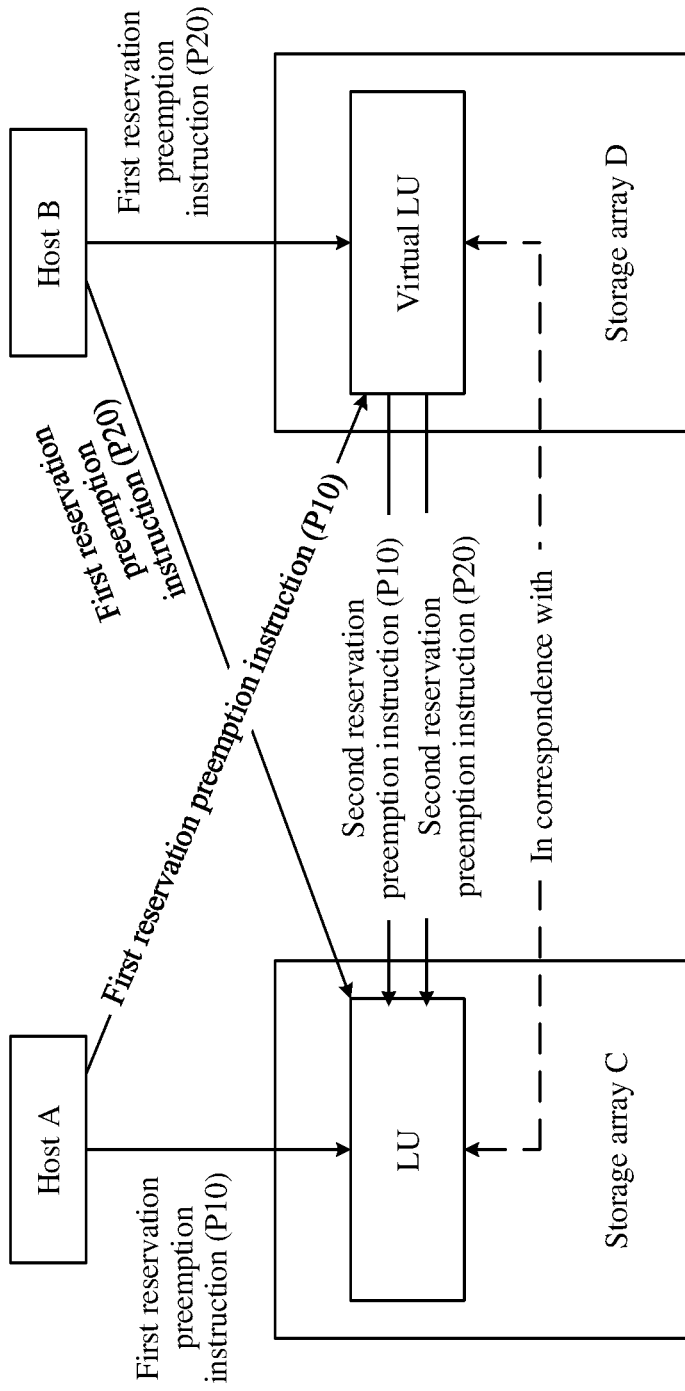 Host A
Host B
First reservation
preemption
instruction (P10)
First reservation preemption instruction (P10)
First reservation
preemption
instruction (P20)
First reservation
preemption
instruction (P20)
LU
Second reservation
preemption instruction (P10)
Second reservation
preemption instruction (P20)
Virtual LU
In correspondence with
Storage array C
Storage array D